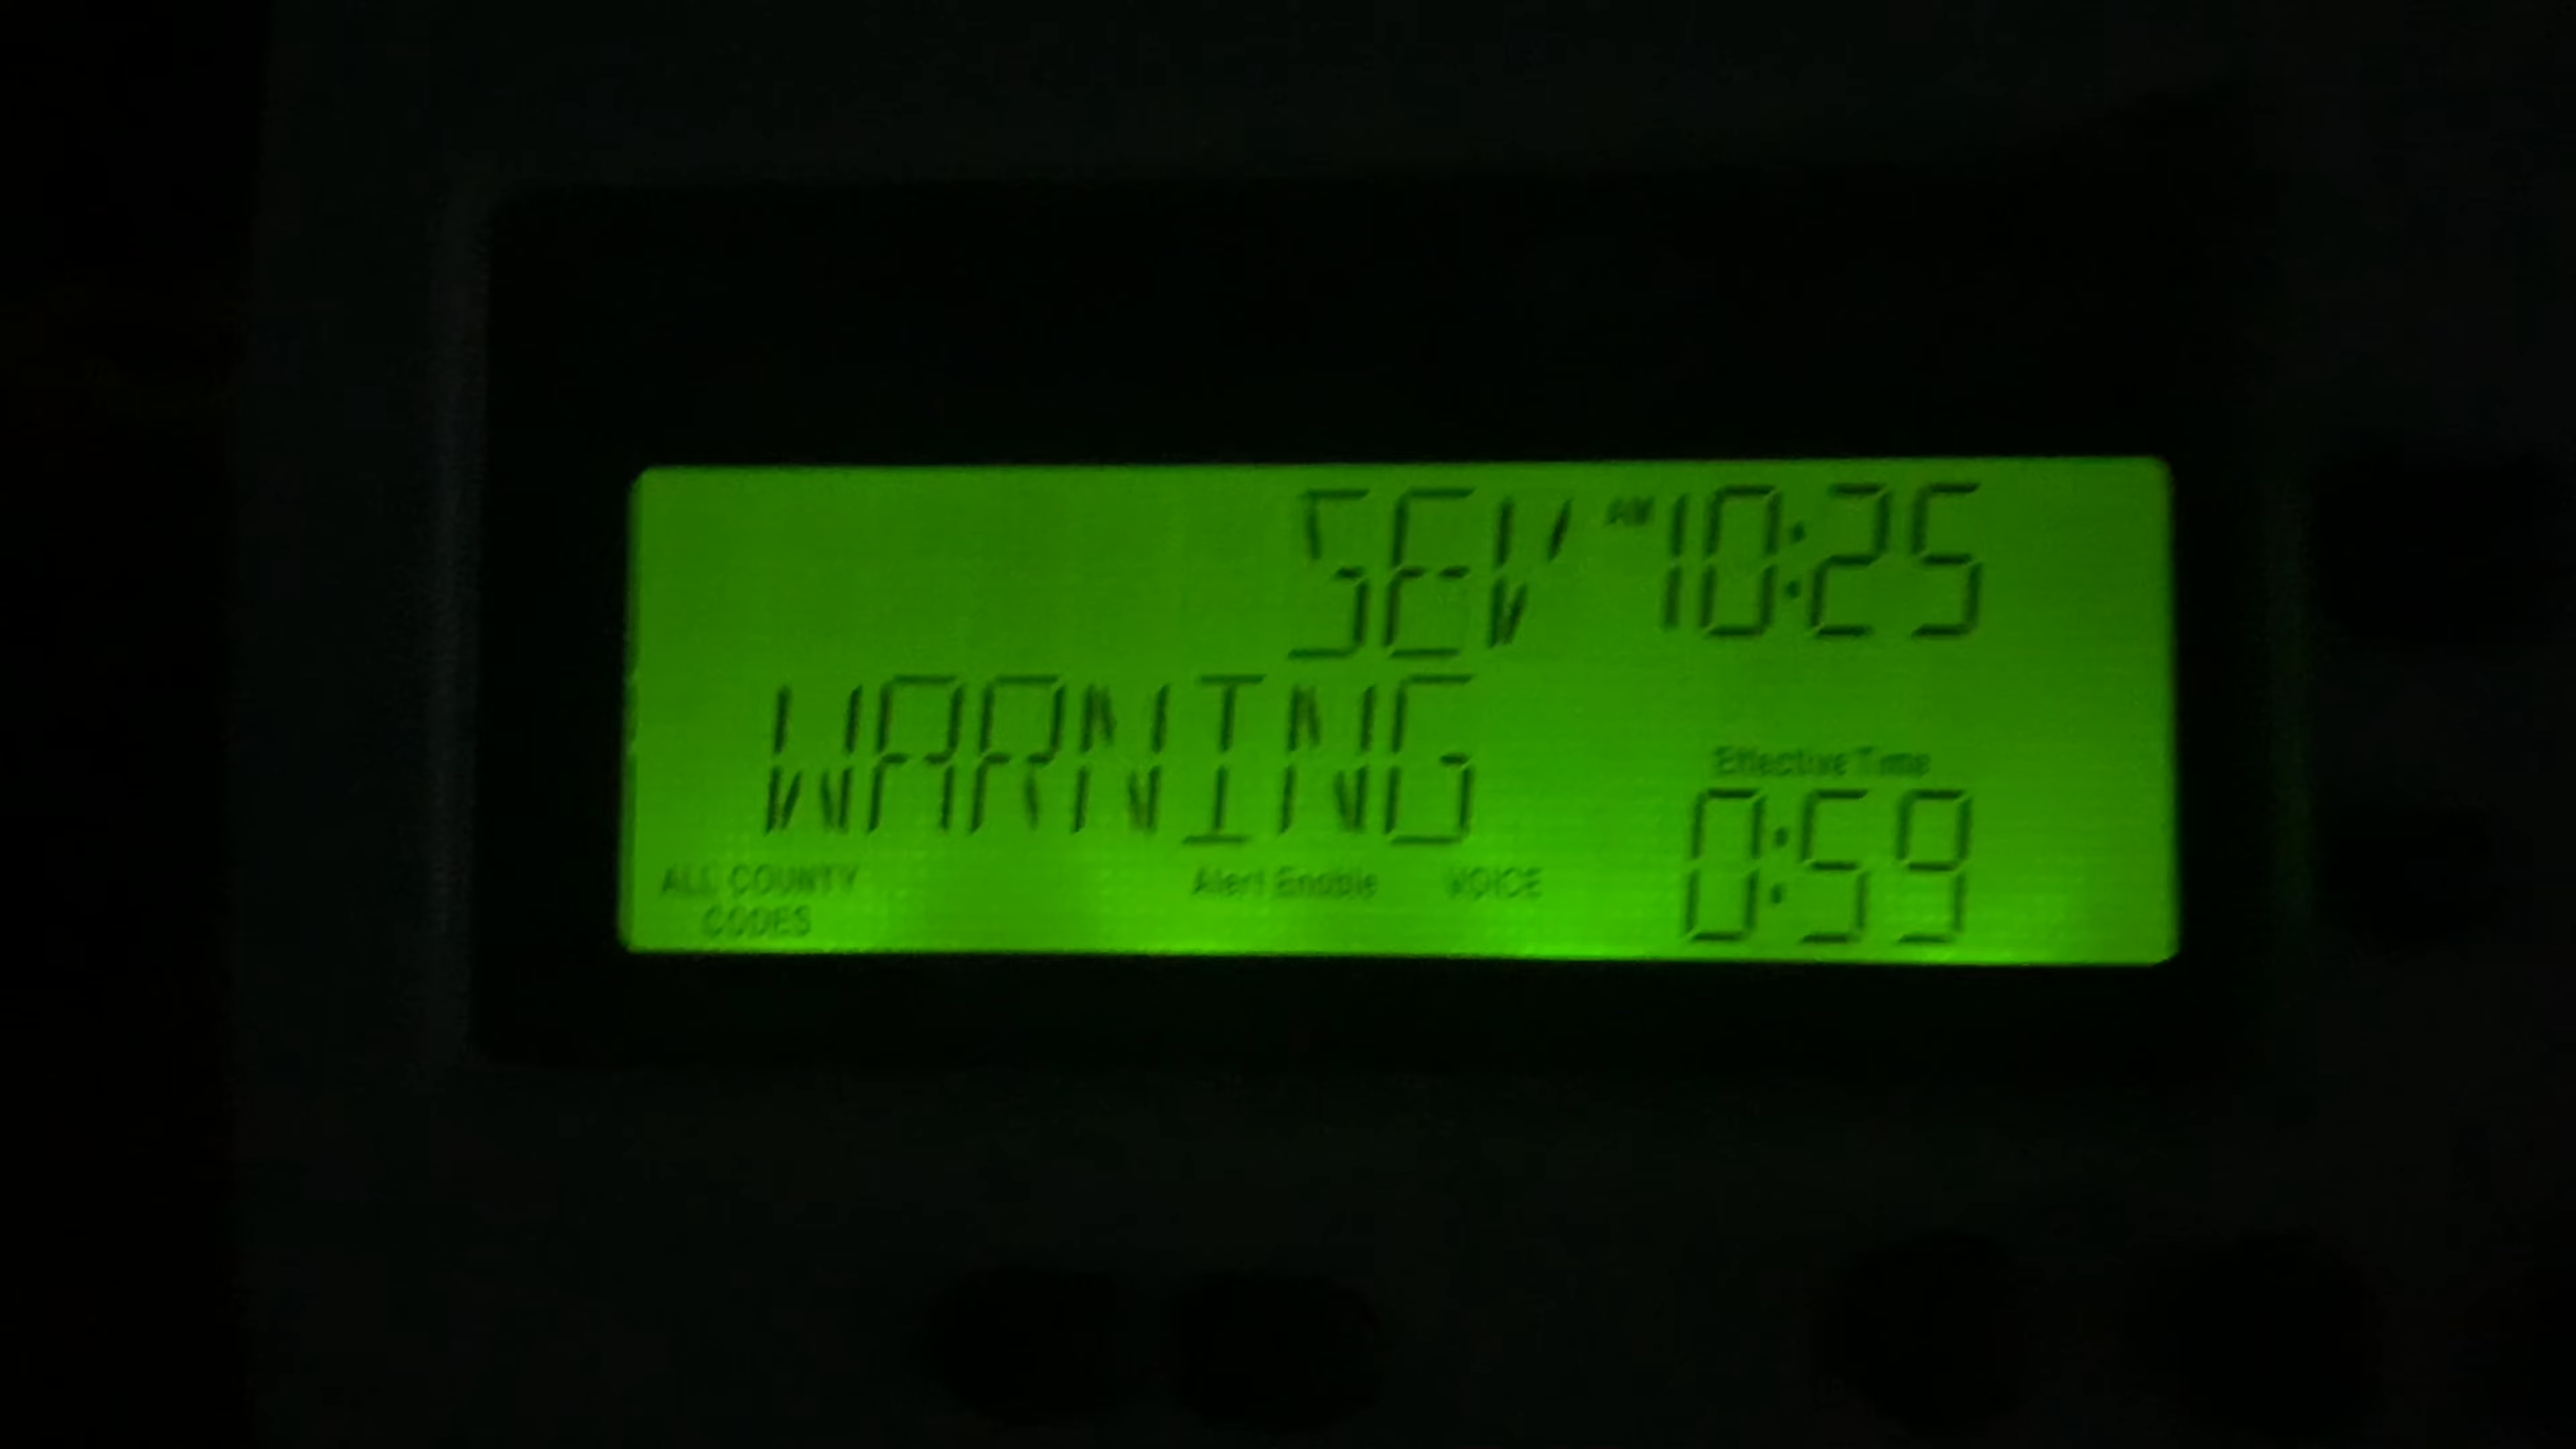 SEV AM 10:25
WARNING
Effective Time
0:59
ALL COUNTY
CODES
Alert Enable
VOICE